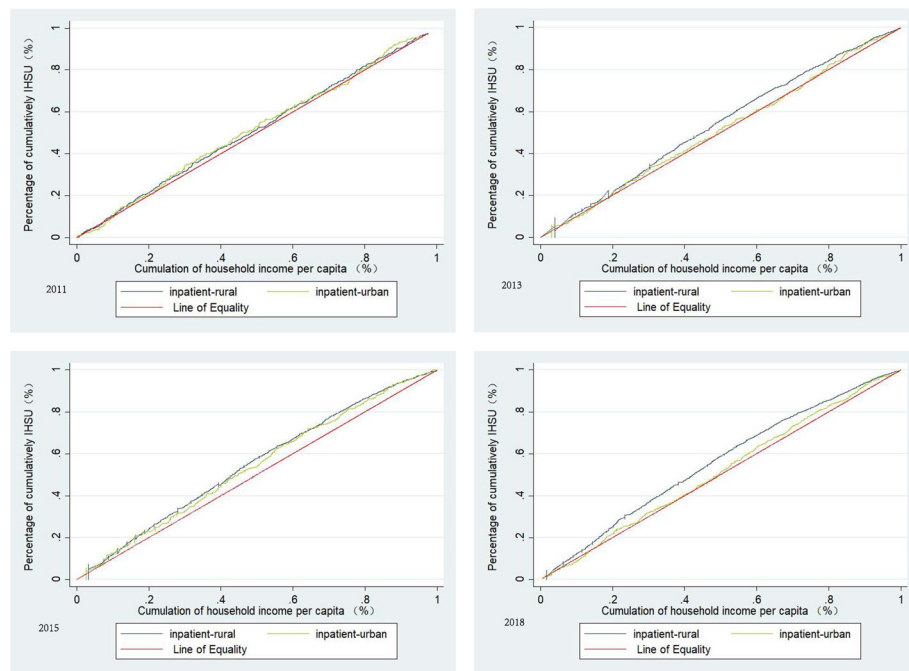 Percentage of cumulatively IHSU（%）
1
.8
.6
.4
.2
0
0 .2 .4 .6 .8 1
Cumulation of household income per capita （%）
2011
inpatient-rural inpatient-urban
Line of Equality
Percentage of cumulatively IHSU（%）
1
.8
.6
.4
.2
0
0 .2 .4 .6 .8 1
Cumulation of household income per capita （%）
2013
inpatient-rural inpatient-urban
Line of Equality
Percentage of cumulatively IHSU（%）
1
.8
.6
.4
.2
0
0 .2 .4 .6 .8 1
Cumulation of household income per capita （%）
2015
inpatient-rural inpatient-urban
Line of Equality
Percentage of cumulatively IHSU（%）
1
.8
.6
.4
.2
0
0 .2 .4 .6 .8 1
Cumulation of household income per capita （%）
2018
inpatient-rural inpatient-urban
Line of Equality